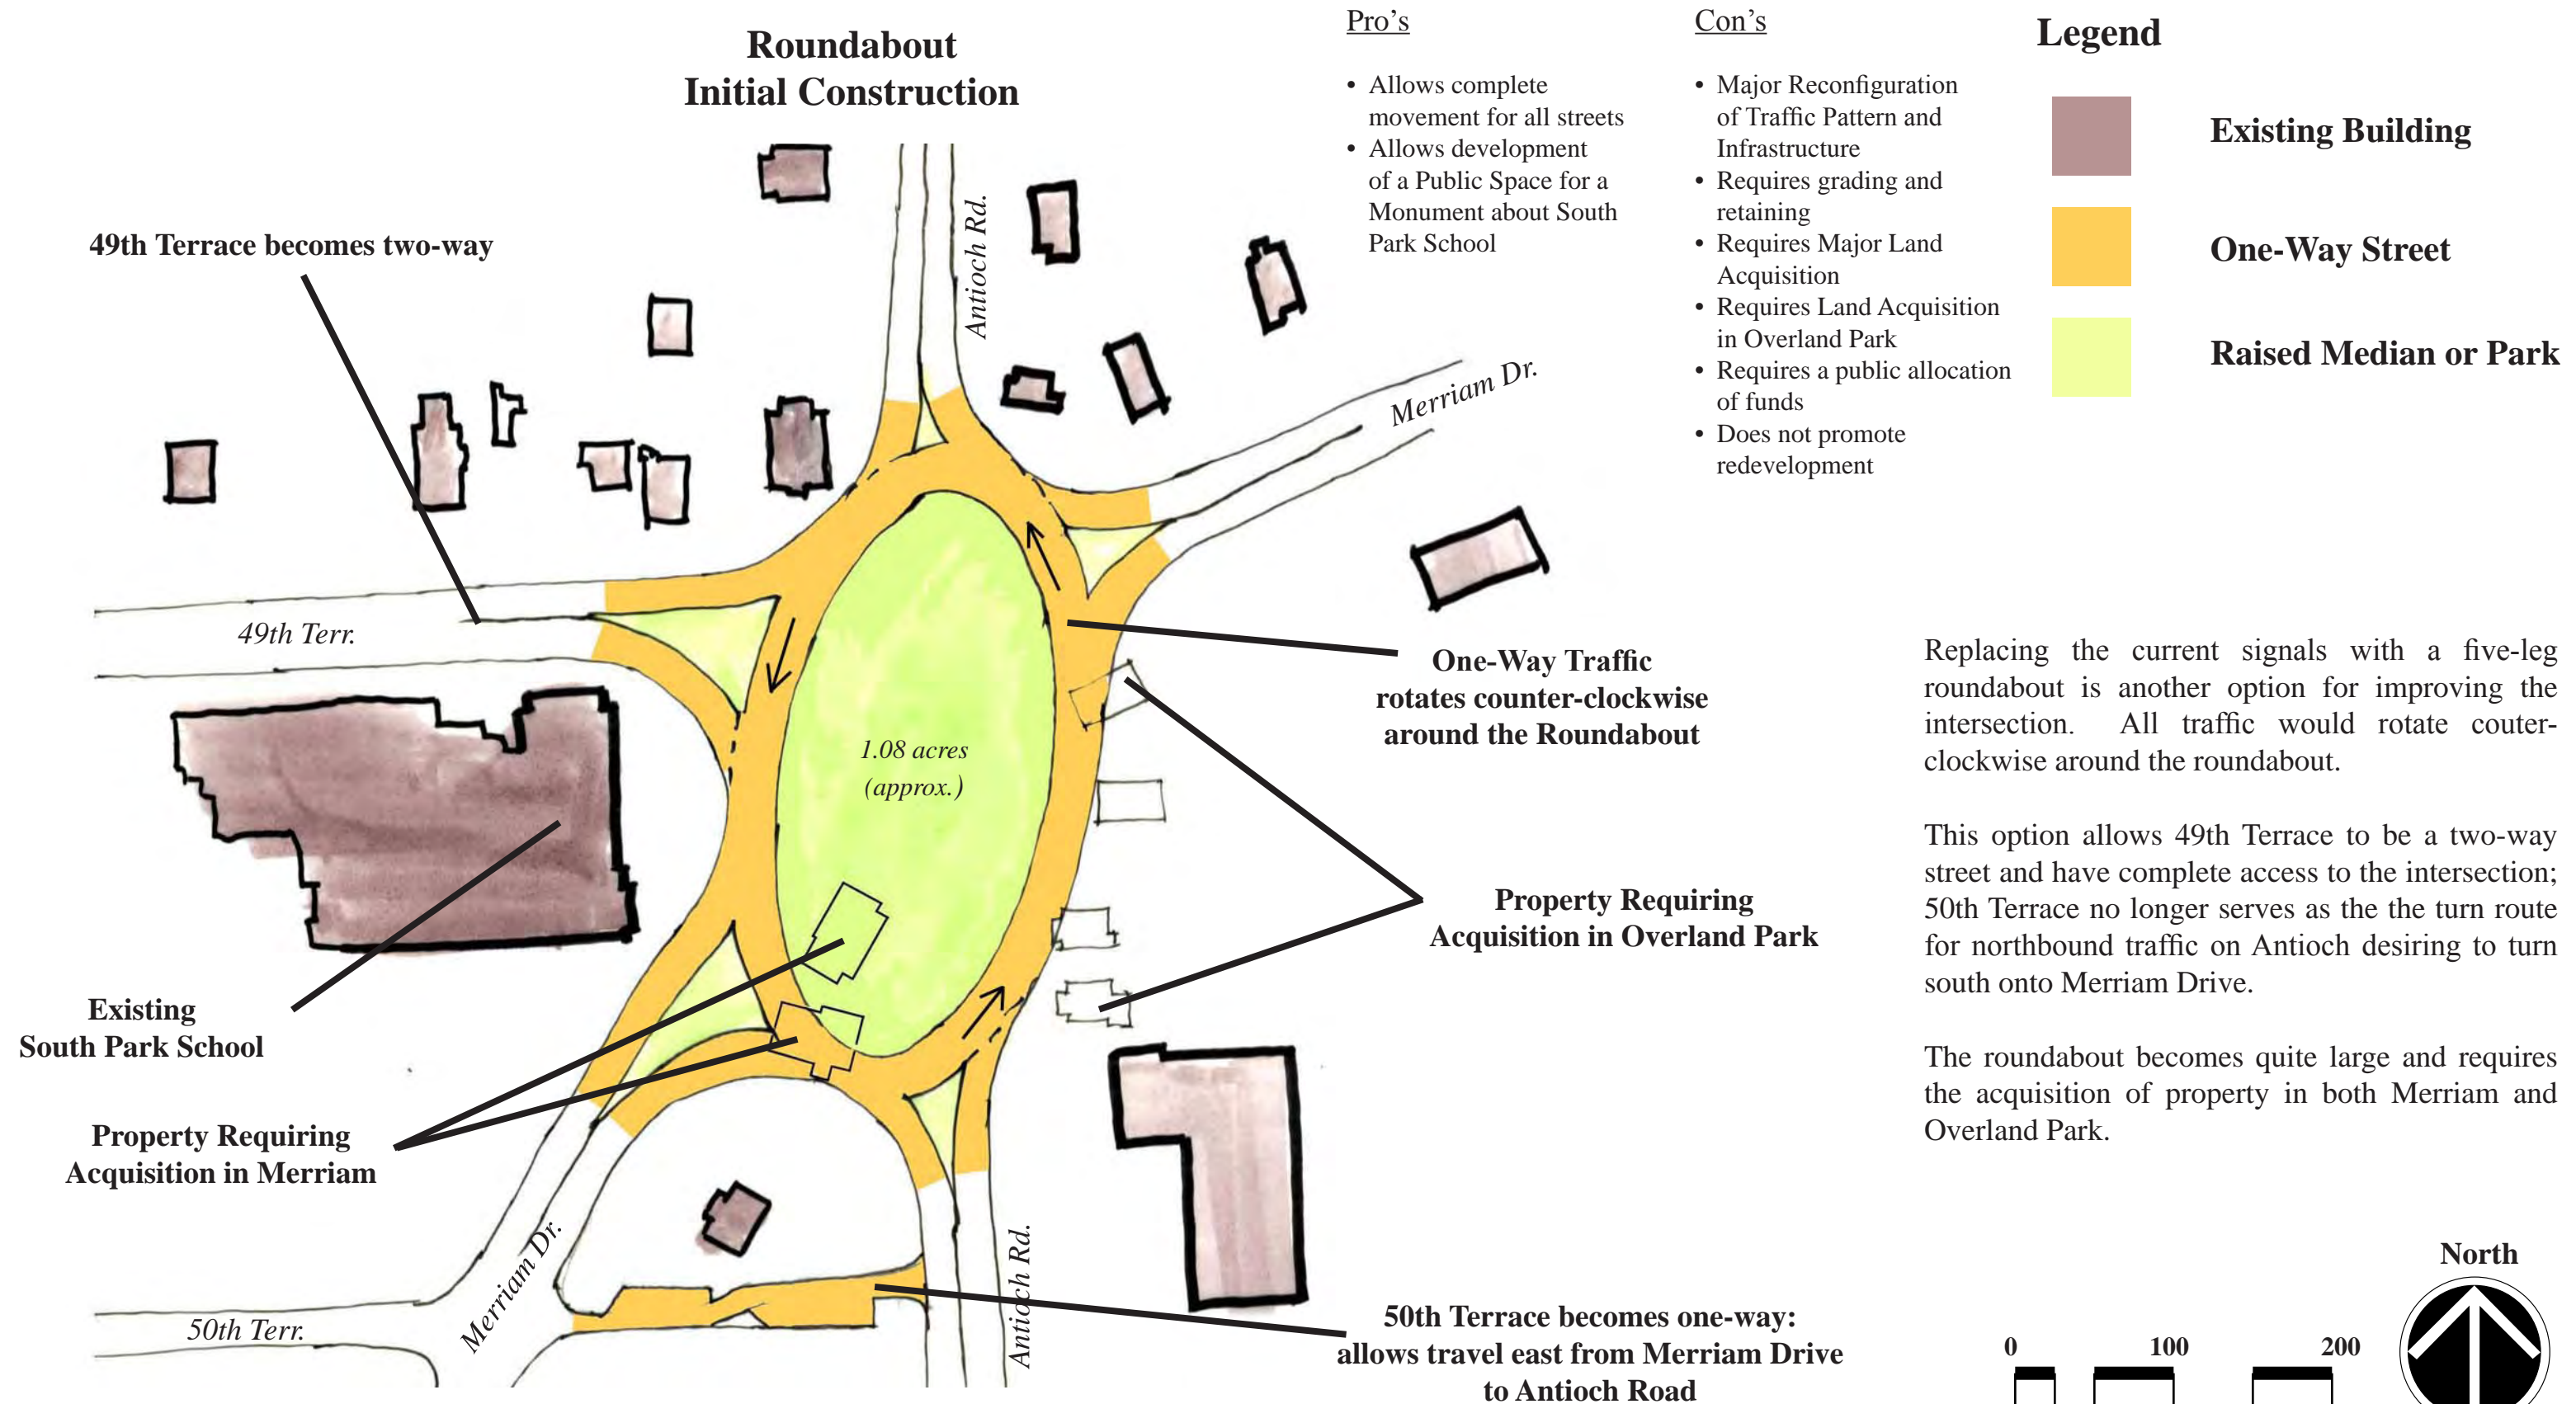 Roundabout
Initial Construction
Pro's
• Allows complete
movement for all streets
• Allows development
of a Public Space for a
Monument about South
Park School
Con's
• Major Reconfiguration
of Traffic Pattern and
Infrastructure
• Requires grading and
retaining
• Requires Major Land
Acquisition
• Requires Land Acquisition
in Overland Park
• Requires a public allocation
of funds
• Does not promote
redevelopment
Legend
Existing Building
One-Way Street
Raised Median or Park
49th Terrace becomes two-way
Antioch Rd.
Merriam Dr.
49th Terr.
1.08 acres
(approx.)
One-Way Traffic
rotates counter-clockwise
around the Roundabout
Property Requiring
Acquisition in Overland Park
Existing
South Park School
Property Requiring
Acquisition in Merriam
Merriam Dr.
50th Terr.
Antioch Rd.
50th Terrace becomes one-way:
allows travel east from Merriam Drive
to Antioch Road
Replacing the current signals with a five-leg
roundabout is another option for improving the
intersection. All traffic would rotate couter-
clockwise around the roundabout.
This option allows 49th Terrace to be a two-way
street and have complete access to the intersection;
50th Terrace no longer serves as the the turn route
for northbound traffic on Antioch desiring to turn
south onto Merriam Drive.
The roundabout becomes quite large and requires
the acquisition of property in both Merriam and
Overland Park.
North
0 100 200